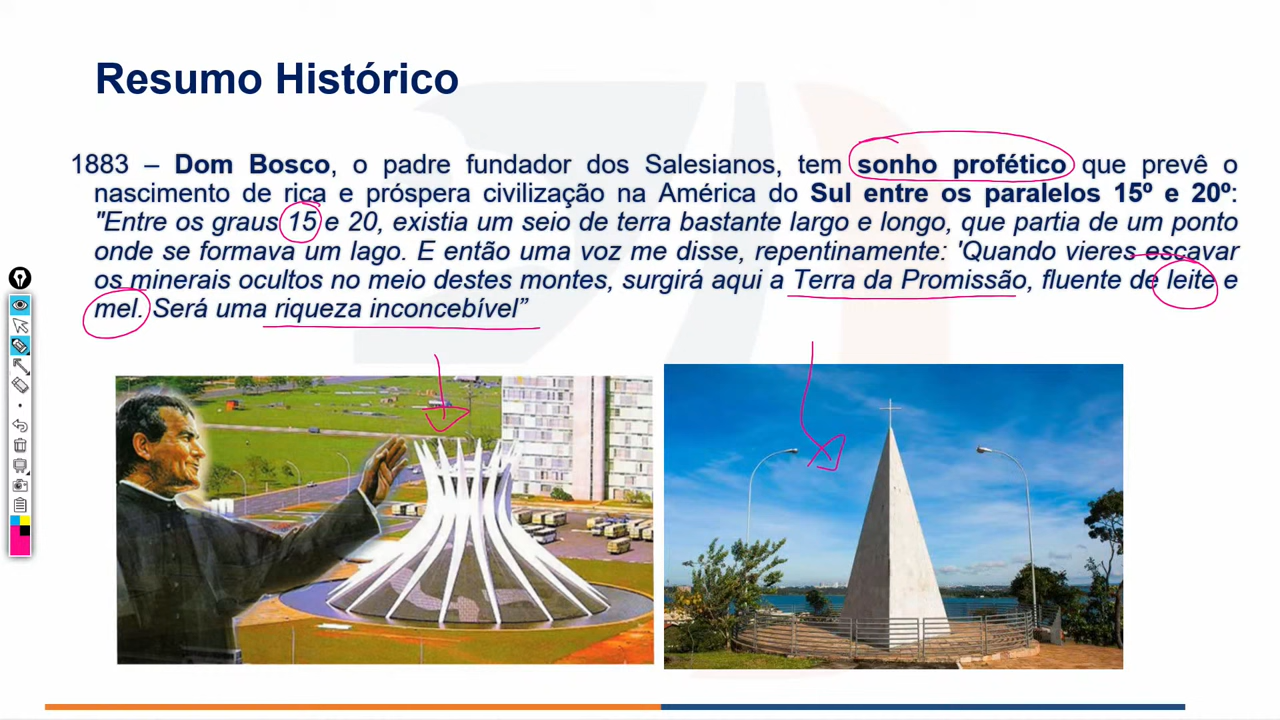 Resumo Histórico
1883 – Dom Bosco, o padre fundador dos Salesianos, tem sonho profético que prevê o
nascimento de rica e próspera civilização na América do Sul entre os paralelos 15º e 20º:
"Entre os graus 15 e 20, existia um seio de terra bastante largo e longo, que partia de um ponto
onde se formava um lago. E então uma voz me disse, repentinamente: 'Quando vieres escavar
os minerais ocultos no meio destes montes, surgirá aqui a Terra da Promissão, fluente de leite e
mel. Será uma riqueza inconcebível”